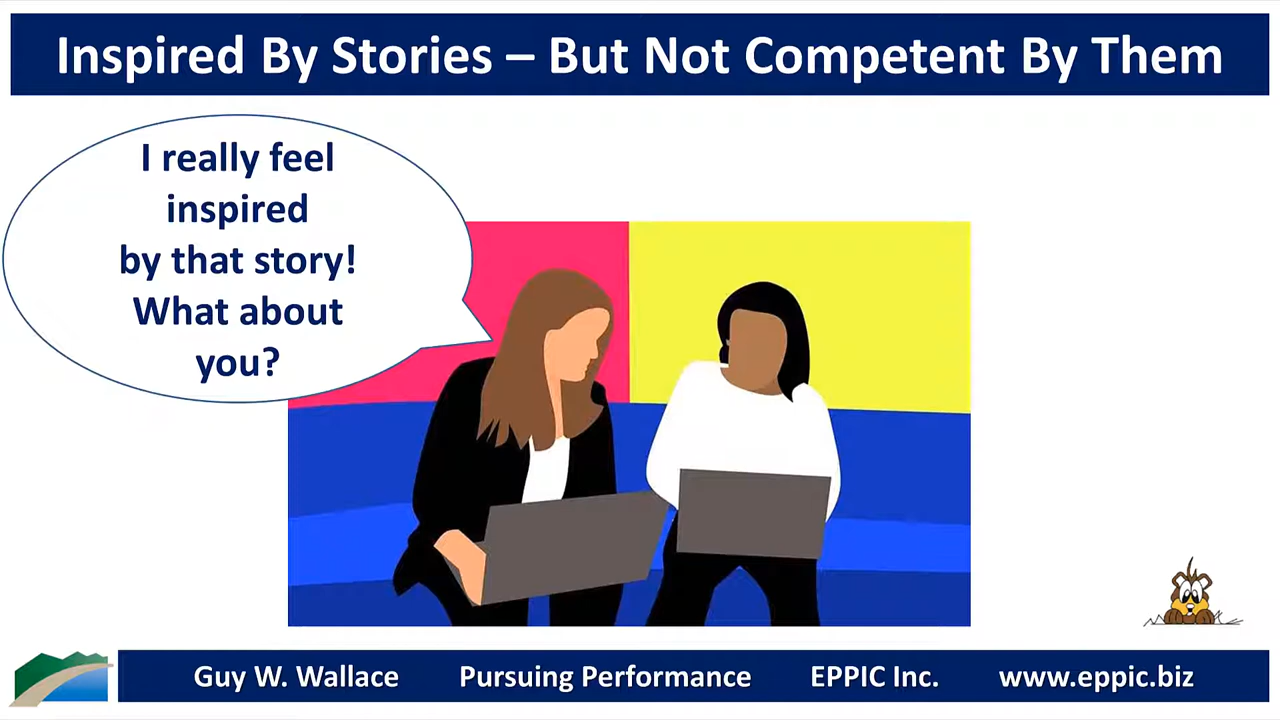 Inspired By Stories – But Not Competent By Them
I really feel
inspired
by that story!
What about
you?
Guy W. Wallace Pursuing Performance EPPIC Inc. www.eppic.biz